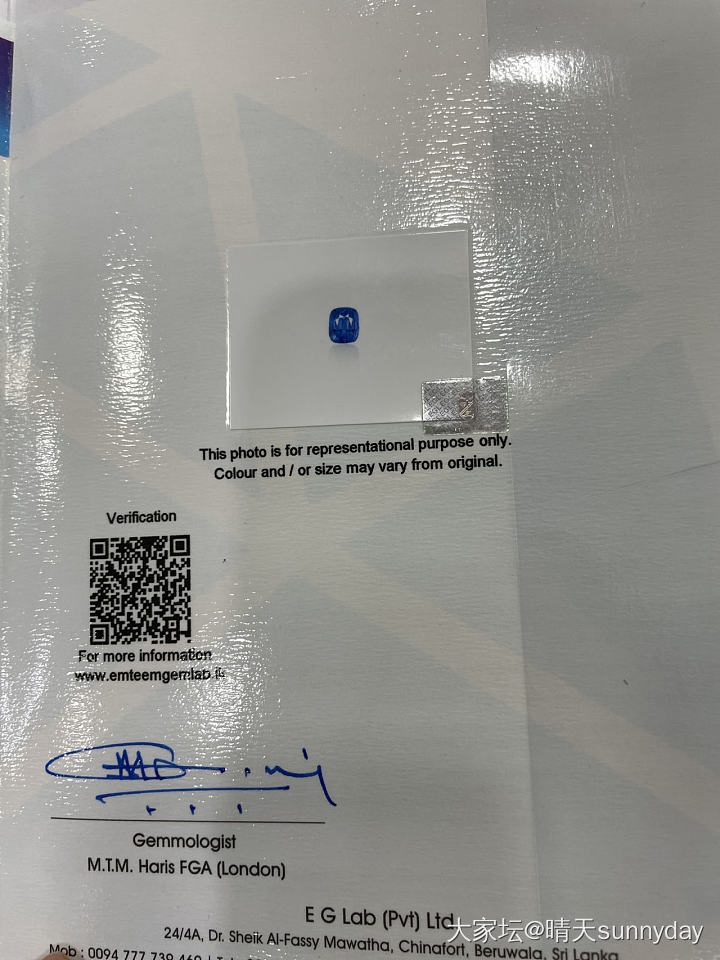 This photo is for representational purpose only.
Colour and / or size may vary from original.
Verification
For more information
www.emteemgemlab.lk
Gemmologist
M.T.M. Haris FGA (London)
E G Lab (Pvt) Ltd
24/4A, Dr. Sheik Al-Fassy Mawatha, Chinafort, Beruwala, Sri Lanka
Mob : 0094 777 739
大家坛@晴天sunnyday